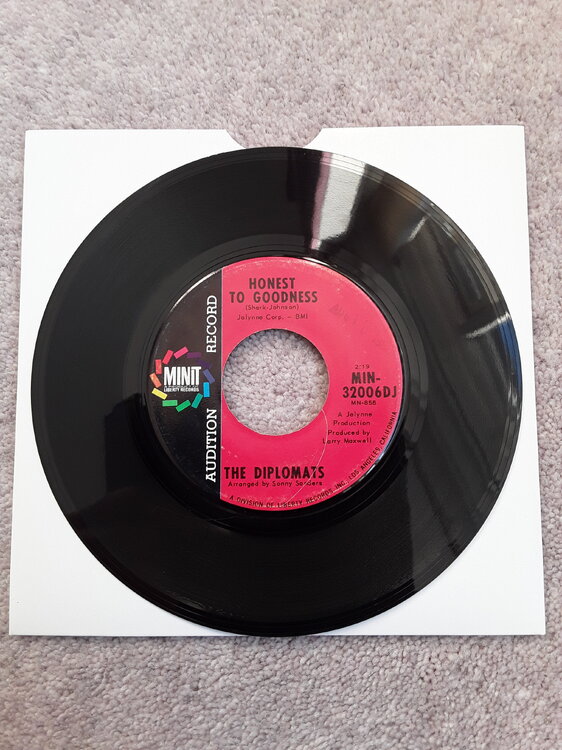 HONEST
TO GOODNESS
(Shark-Johnson)
Jalynne Corp. - BMI
AUDITION RECORD
MINIT
LIBERTY RECORDS
2:19
MIN-
32006DJ
MN-856
A Jalynne
Production
Produced by
Larry Maxwell
THE DIPLOMATS
Arranged by Sonny Sanders
A DIVISION OF LIBERTY RECORDS INC. LOS ANGELES, CALIFORNIA